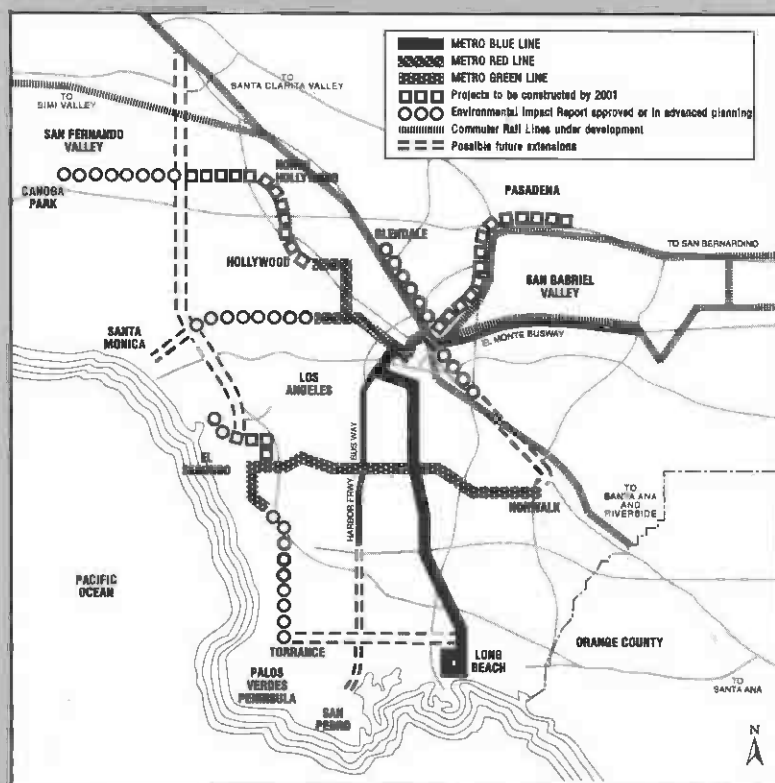 METRO BLUE LINE
METRO RED LINE
METRO GREEN LINE
Projects to be constructed by 2001
Environmental Impact Report approved or in advanced planning
Commuter Rail Lines under development
Possible future extensions
TO
SANTA CLARITA VALLEY
TO
SIMI VALLEY
SAN FERNANDO
VALLEY
NORTH
HOLLYWOOD
CANOGA
PARK
PASADENA
GLENDALE
TO SAN BERNARDINO
HOLLYWOOD
SAN GABRIEL
VALLEY
SANTA
MONICA
EL MONTE BUSWAY
LOS
ANGELES
HARBOR FRWY BUS WAY
EL
SEGUNDO
NORWALK
TO
SANTA ANA
AND
RIVERSIDE
PACIFIC
OCEAN
TORRANCE
LONG
BEACH
ORANGE COUNTY
PALOS
VERDES
PENINSULA
SAN
PEDRO
TO
SANTA ANA
N